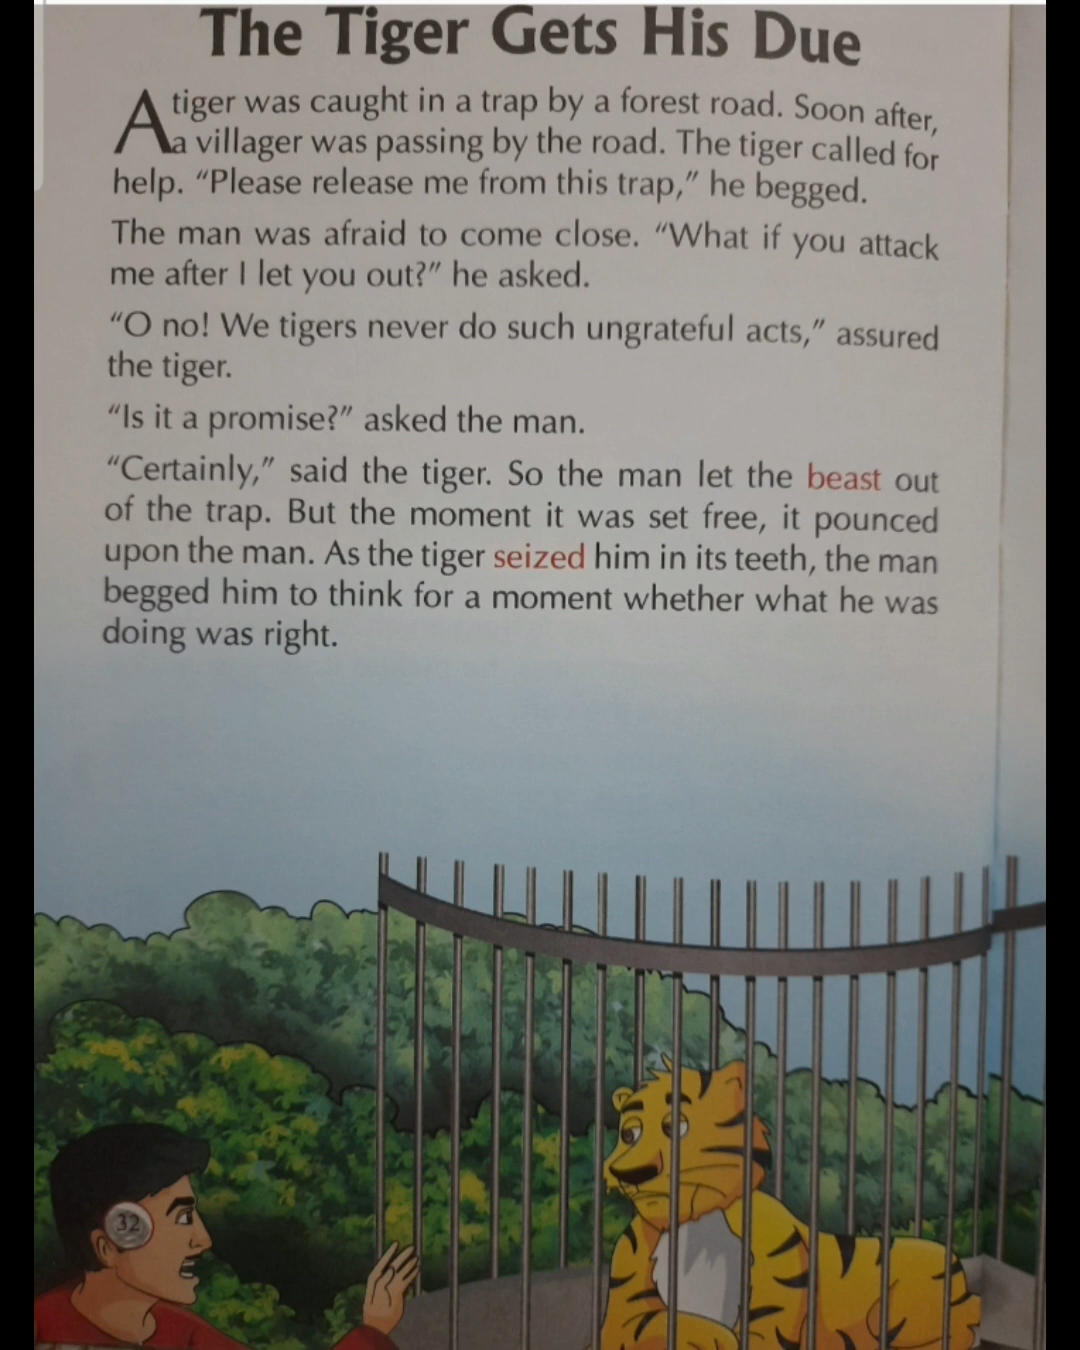 The Tiger Gets His Due
A tiger was caught in a trap by a forest road. Soon after,
a villager was passing by the road. The tiger called for
help. “Please release me from this trap,” he begged.
The man was afraid to come close. “What if you attack
me after I let you out?” he asked.
“O no! We tigers never do such ungrateful acts,” assured
the tiger.
“Is it a promise?” asked the man.
“Certainly,” said the tiger. So the man let the beast out
of the trap. But the moment it was set free, it pounced
upon the man. As the tiger seized him in its teeth, the man
begged him to think for a moment whether what he was
doing was right.
32